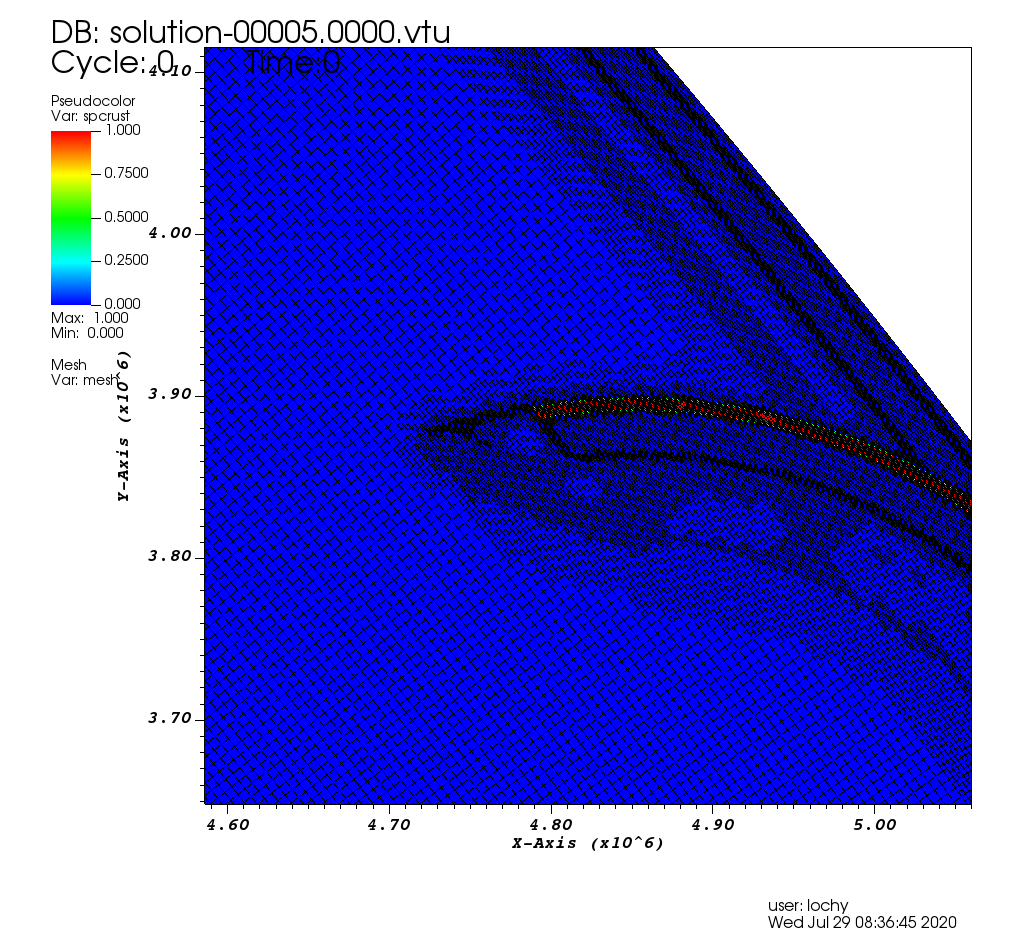 DB: solution-00005.0000.vtu
Cycle: 0 Time:0
Pseudocolor
Var: spcrust
1.000
0.7500
0.5000
0.2500
0.000
Max: 1.000
Min: 0.000
Mesh
Var: mesh
4.10
4.00
3.90
3.80
3.70
Y-Axis (x10^6)
4.60 4.70 4.80 4.90 5.00
X-Axis (x10^6)
user: lochy
Wed Jul 29 08:36:45 2020